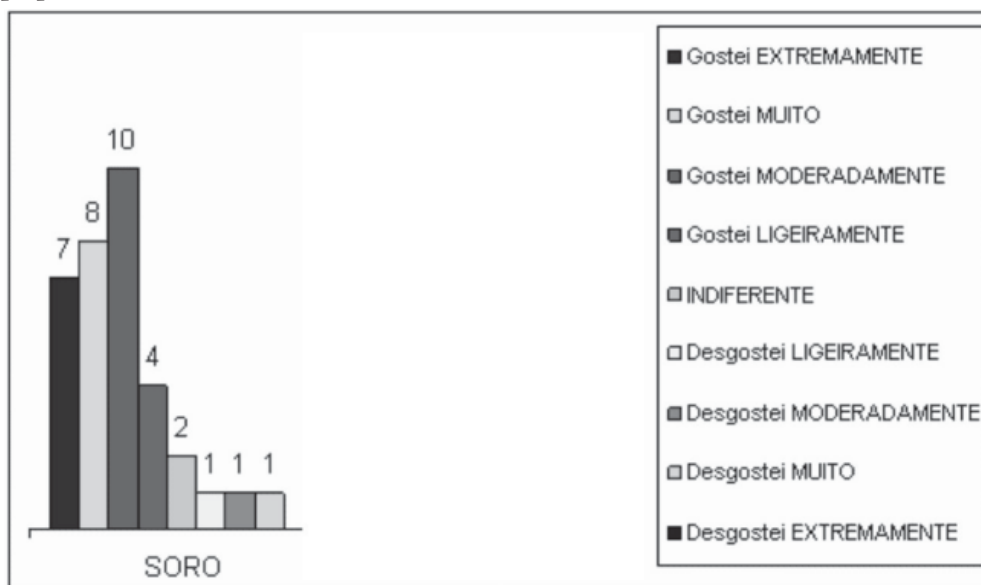 10
8
7
4
2
1 1 1
SORO
Gostei EXTREMAMENTE
Gostei MUITO
Gostei MODERADAMENTE
Gostei LIGEIRAMENTE
INDIFERENTE
Desgostei LIGEIRAMENTE
Desgostei MODERADAMENTE
Desgostei MUITO
Desgostei EXTREMAMENTE